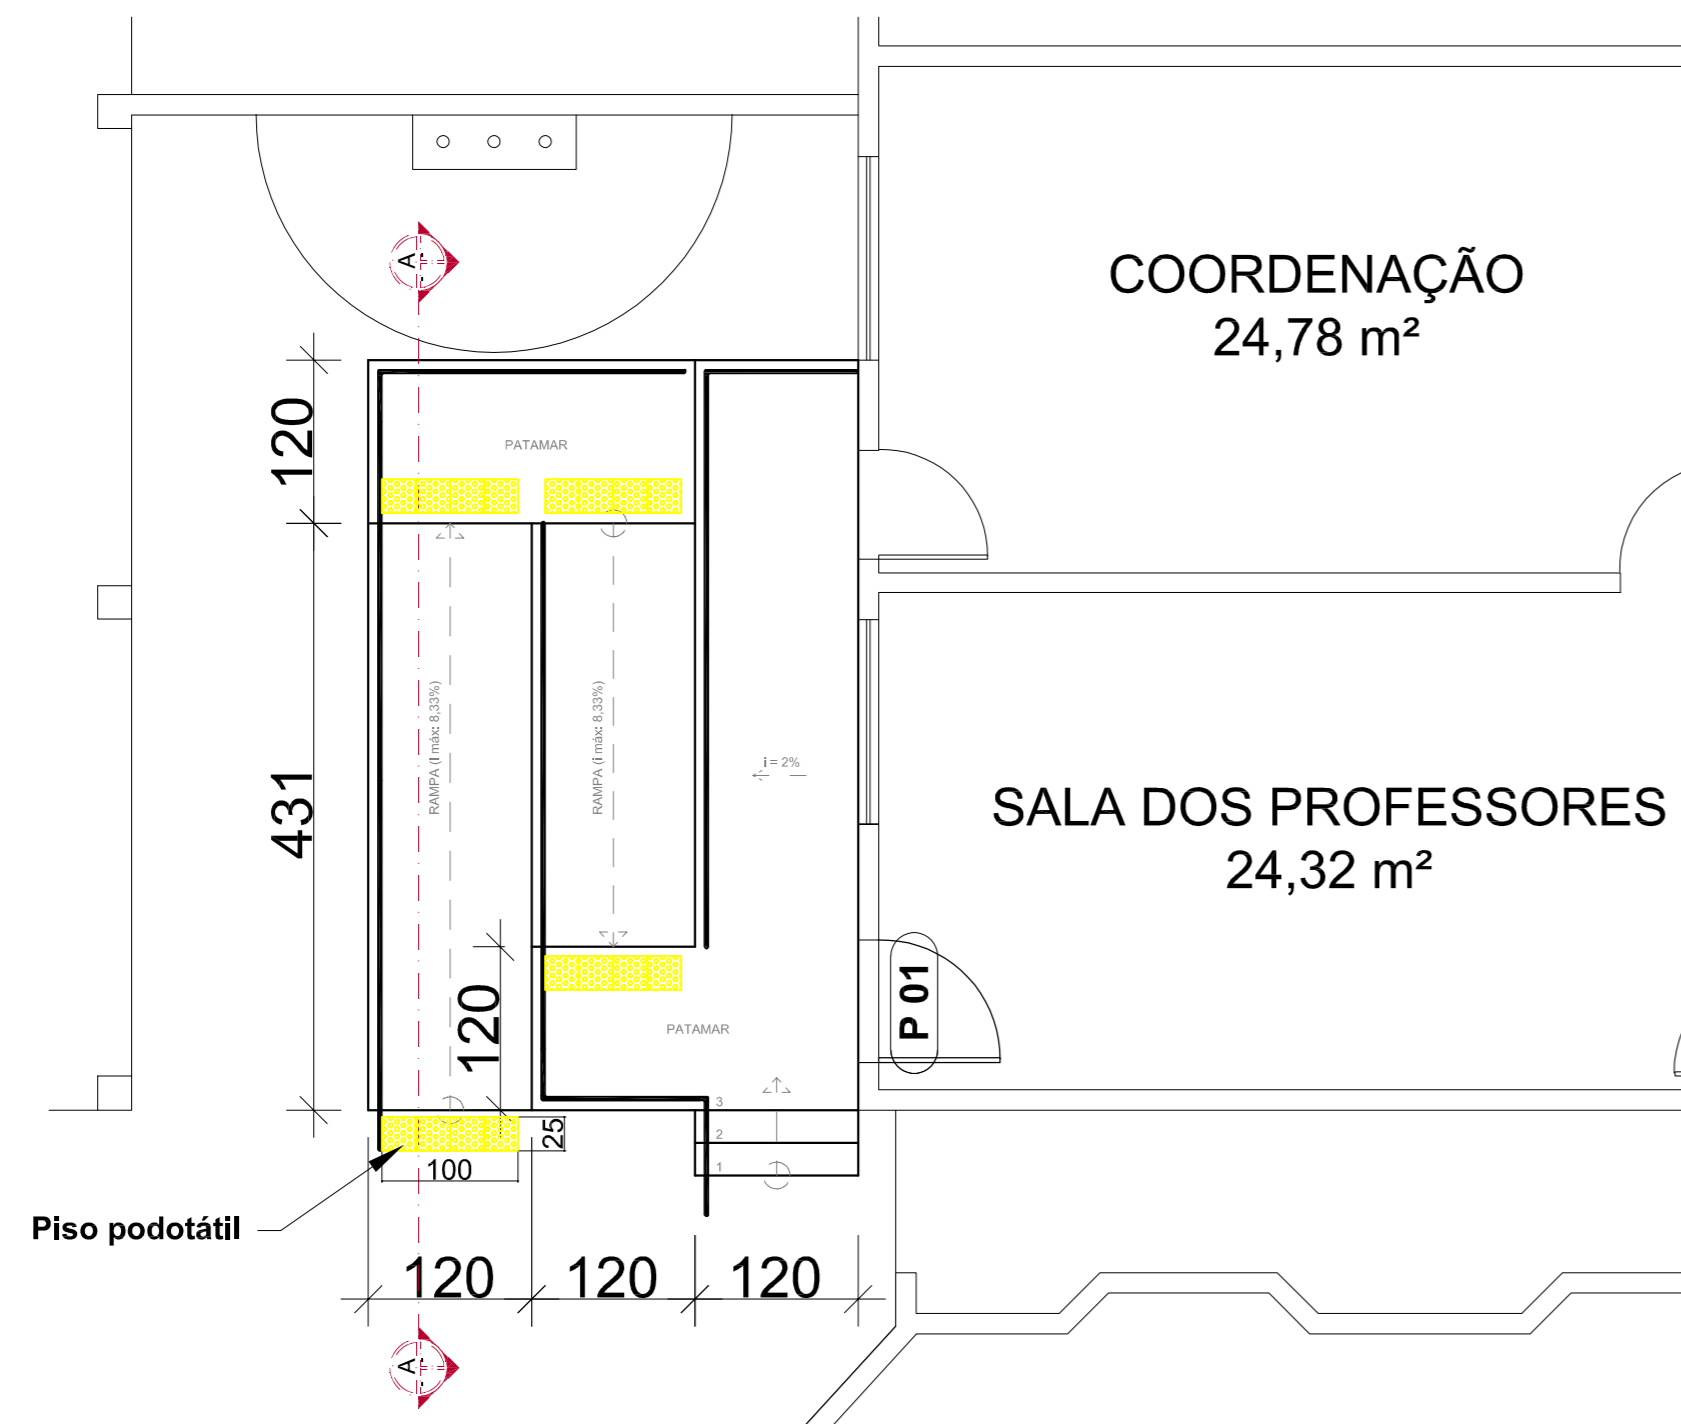 A
COORDENAÇÃO
24,78 m²
120
PATAMAR
431
RAMPA (i máx: 8,33%)
RAMPA (i máx: 8,33%)
i = 2%
SALA DOS PROFESSORES
24,32 m²
P 01
120
PATAMAR
3
2
1
25
100
Piso podotátil
120
120
120
A